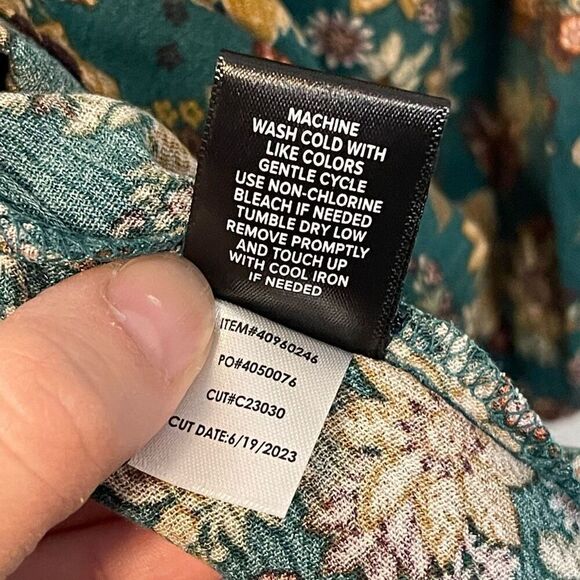 MACHINE
WASH COLD WITH
LIKE COLORS
GENTLE CYCLE
USE NON-CHLORINE
BLEACH IF NEEDED
TUMBLE DRY LOW
REMOVE PROMPTLY
AND TOUCH UP
WITH COOL IRON
IF NEEDED
ITEM#40960246
PO#4050076
CUT#C23030
CUT DATE:6/19/2023